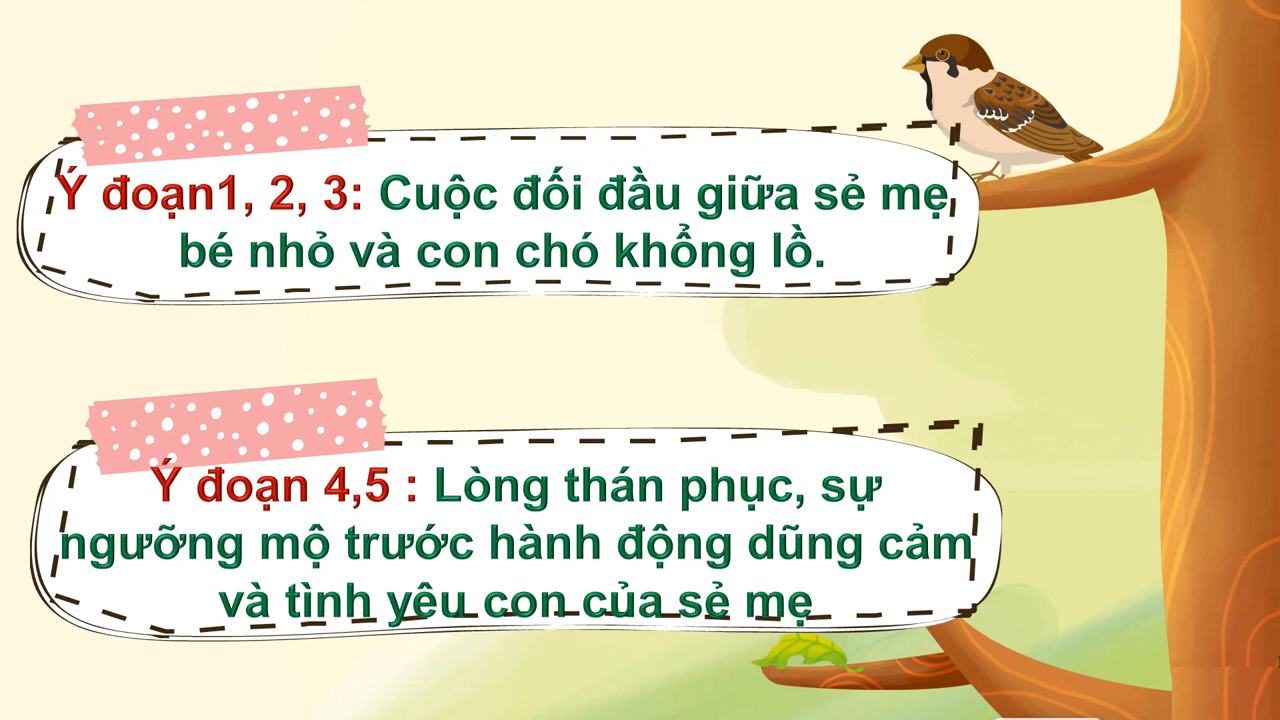 Ý đoạn1, 2, 3: Cuộc đối đầu giữa sẻ mẹ
bé nhỏ và con chó khổng lồ.
Ý đoạn 4,5 : Lòng thán phục, sự
ngưỡng mộ trước hành động dũng cảm
và tình yêu con của sẻ mẹ